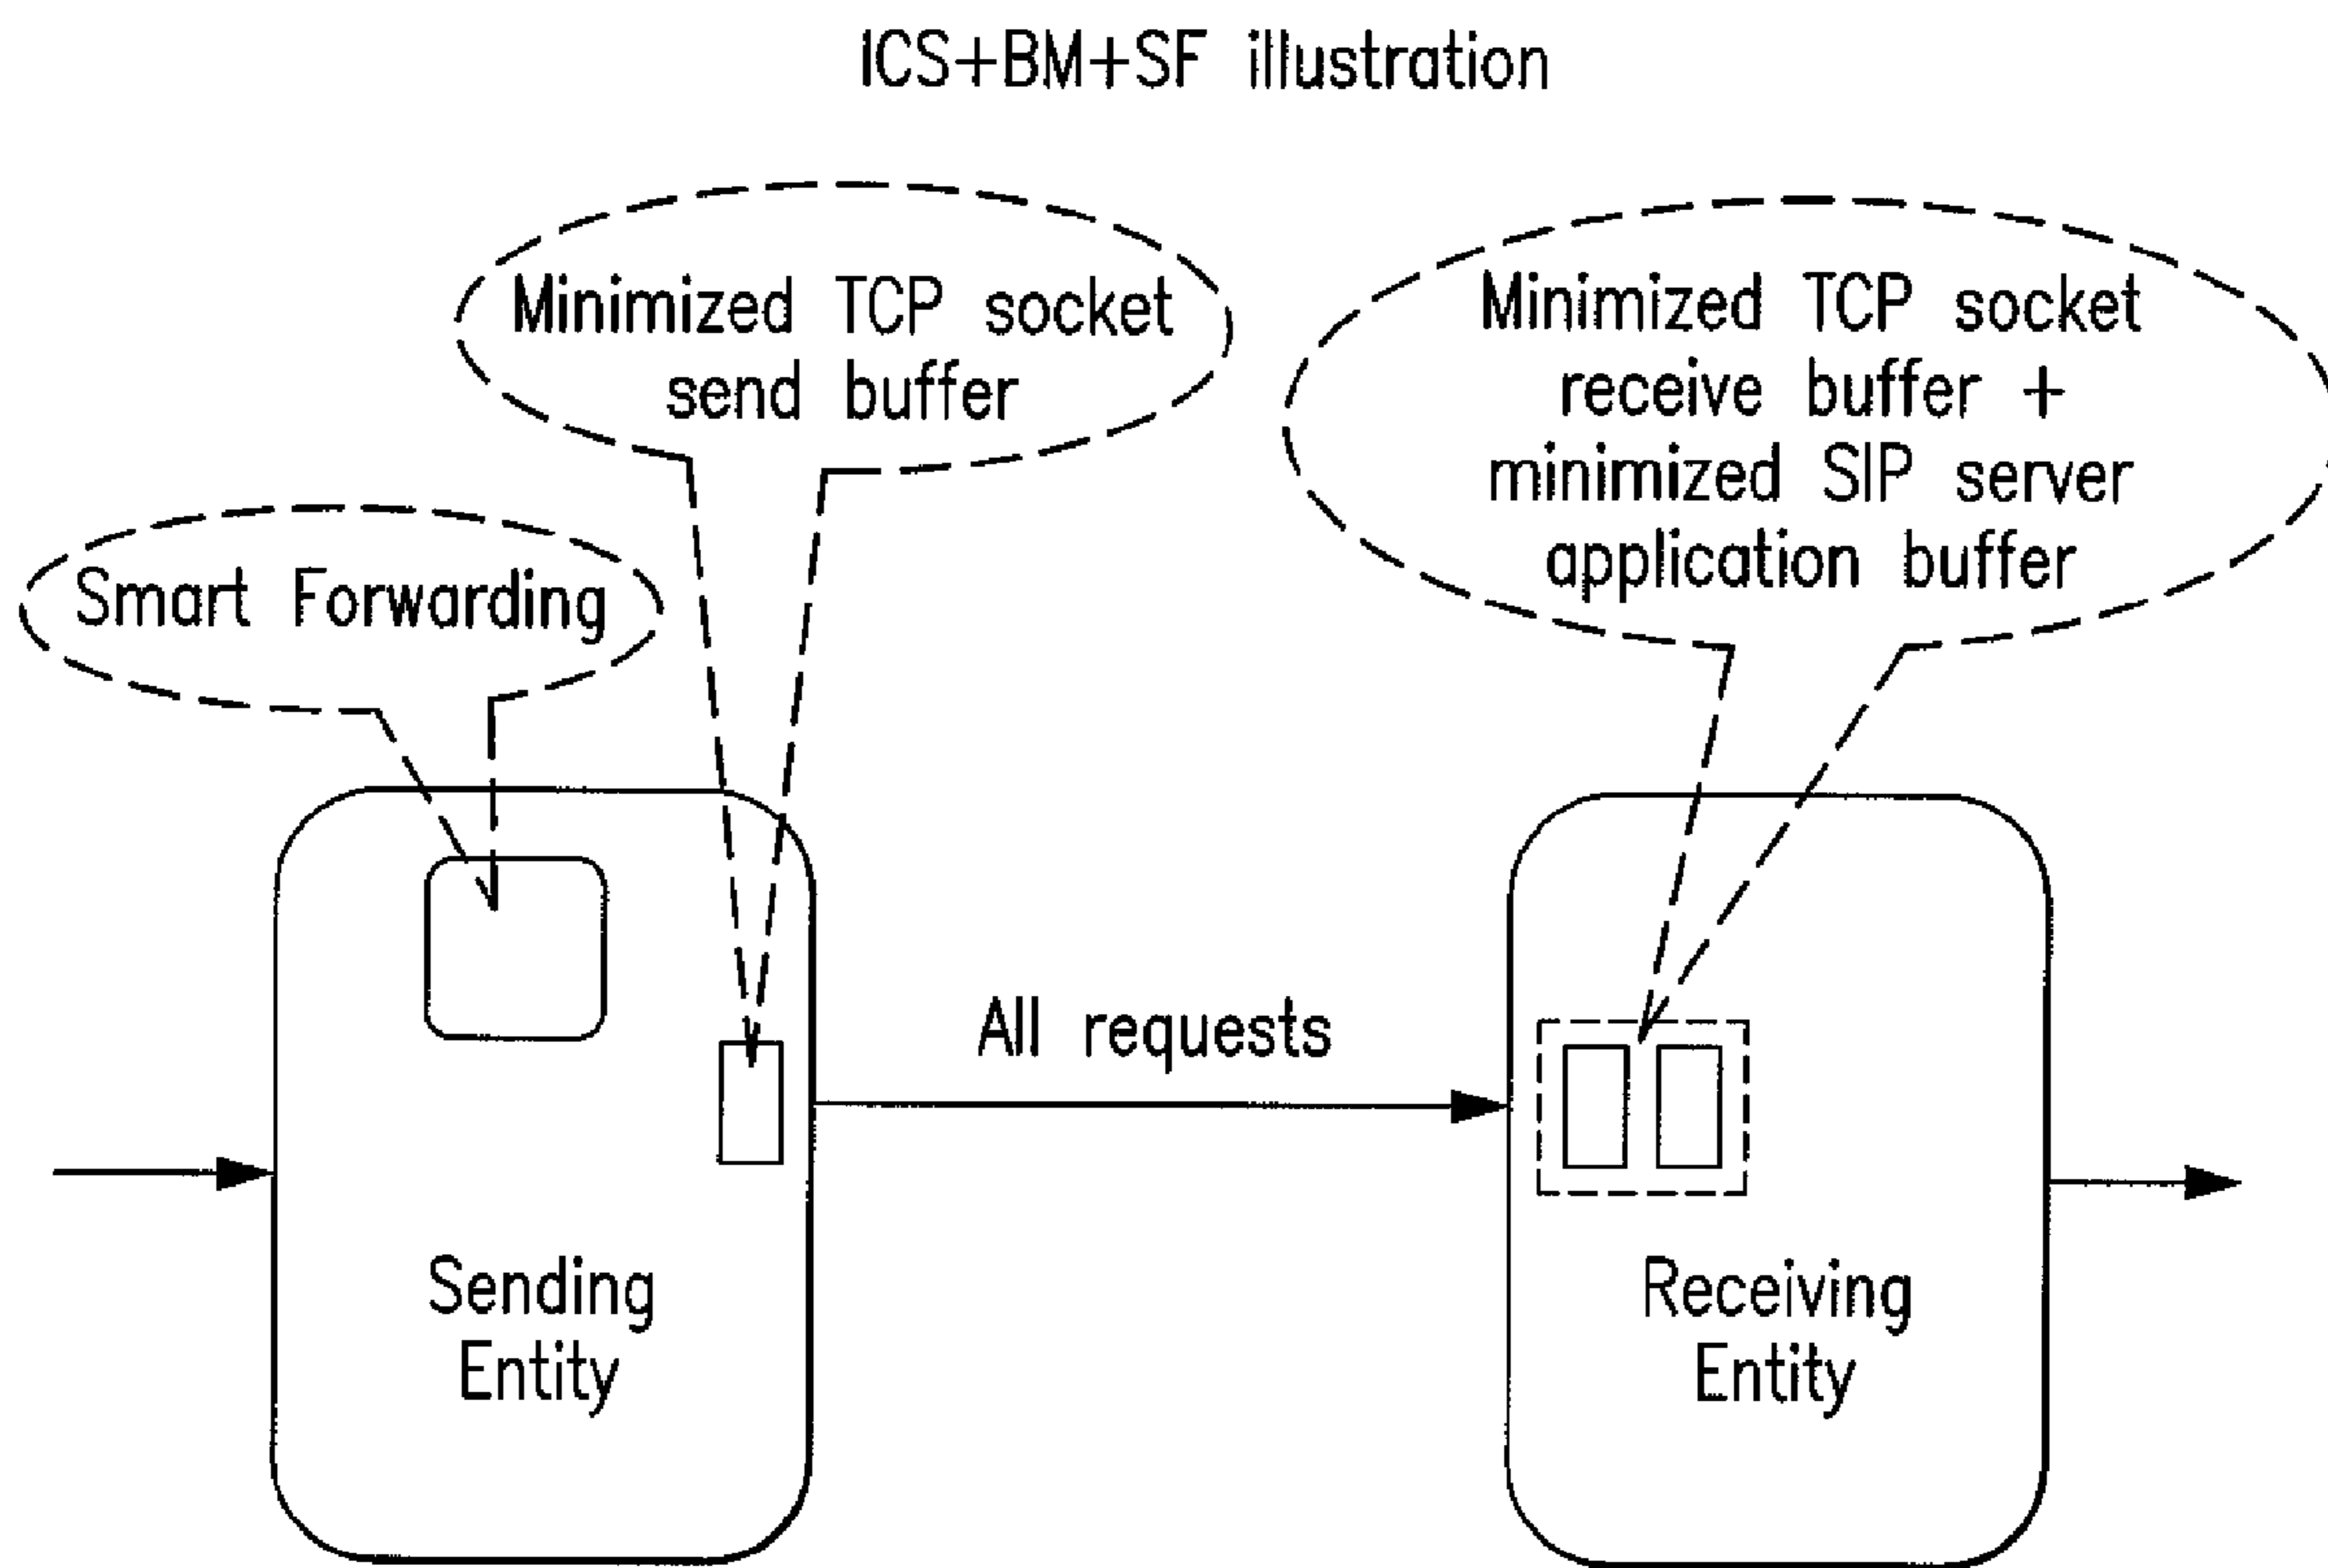 ICS+BM+SF illustration
Minimized TCP socket
send buffer
Minimized TCP socket
receive buffer +
minimized SIP server
application buffer
Smart Forwarding
All requests
Sending
Entity
Receiving
Entity